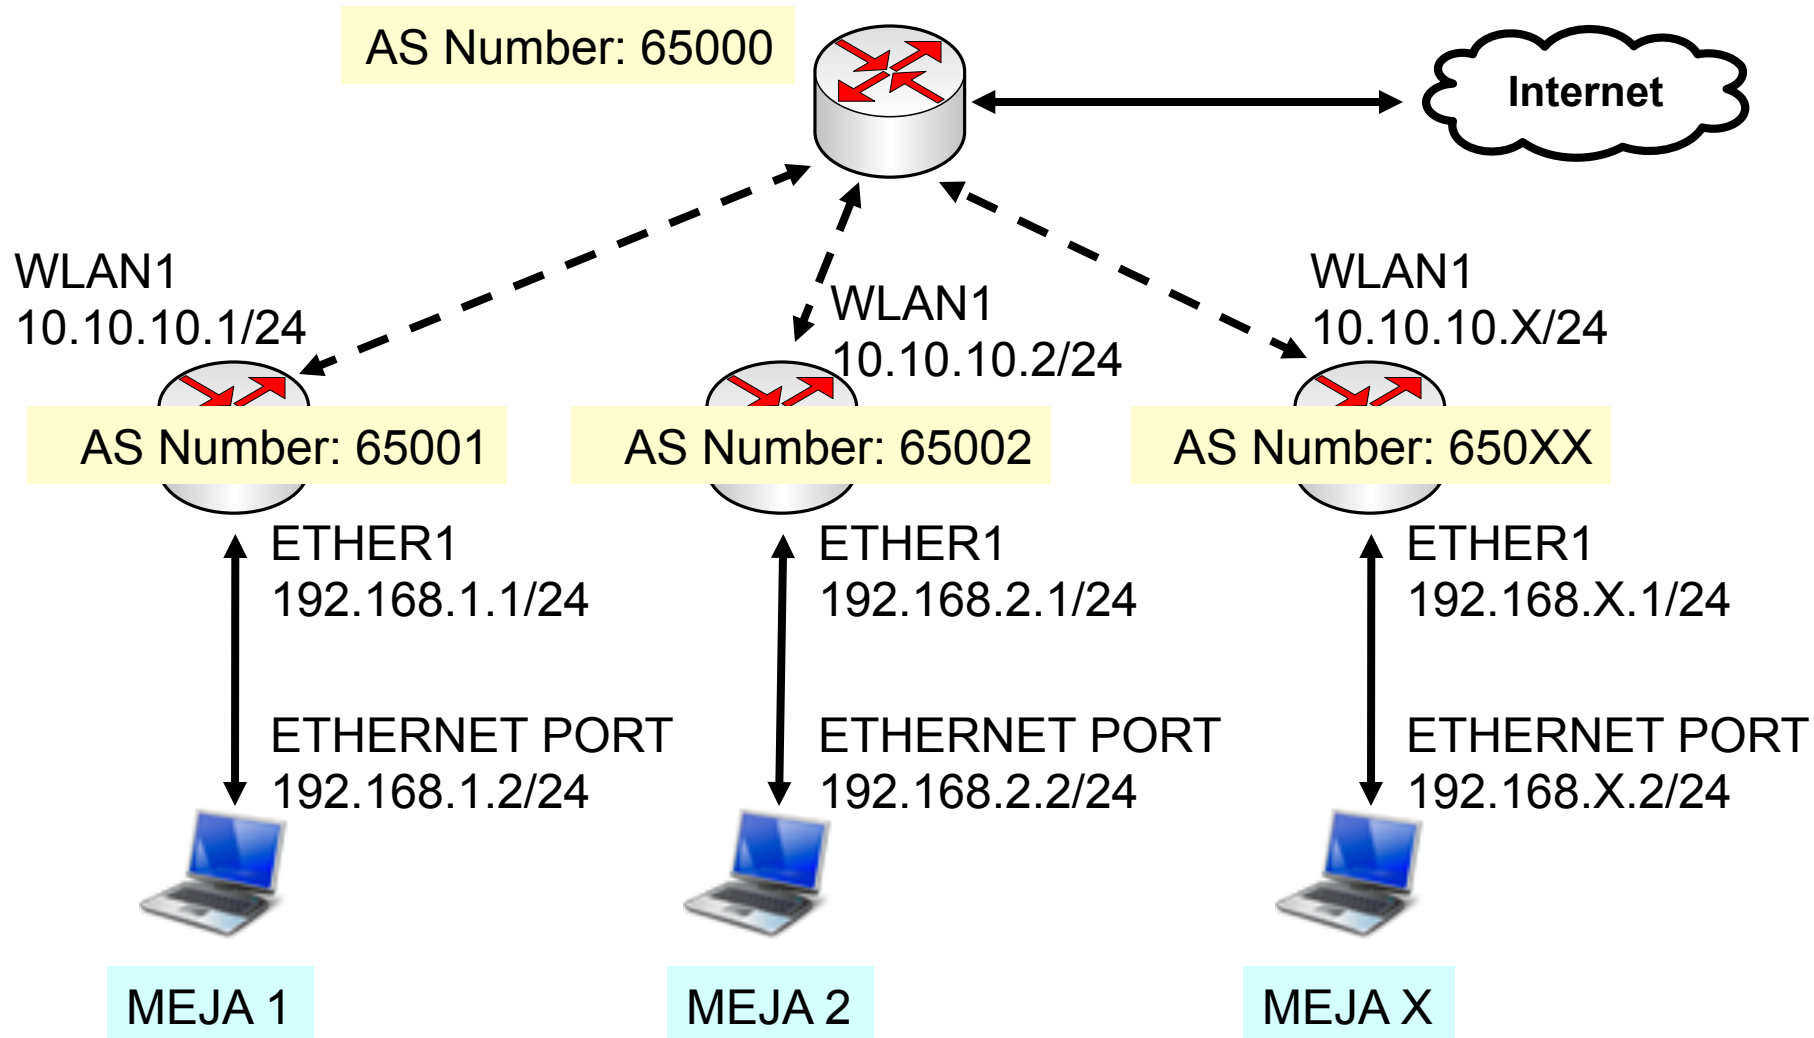 AS Number: 65000
Internet
WLAN1
10.10.10.1/24
WLAN1
10.10.10.2/24
WLAN1
10.10.10.X/24
AS Number: 65001
AS Number: 65002
AS Number: 650XX
ETHER1
192.168.1.1/24
ETHER1
192.168.2.1/24
ETHER1
192.168.X.1/24
ETHERNET PORT
192.168.1.2/24
ETHERNET PORT
192.168.2.2/24
ETHERNET PORT
192.168.X.2/24
MEJA 1
MEJA 2
MEJA X